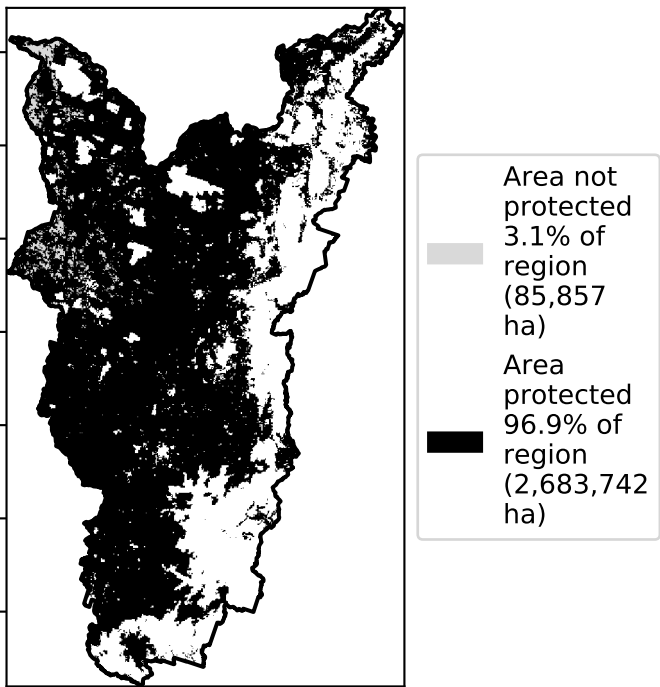 Area not
protected
3.1% of
region
(85,857
ha)
Area
protected
96.9% of
region
(2,683,742
ha)